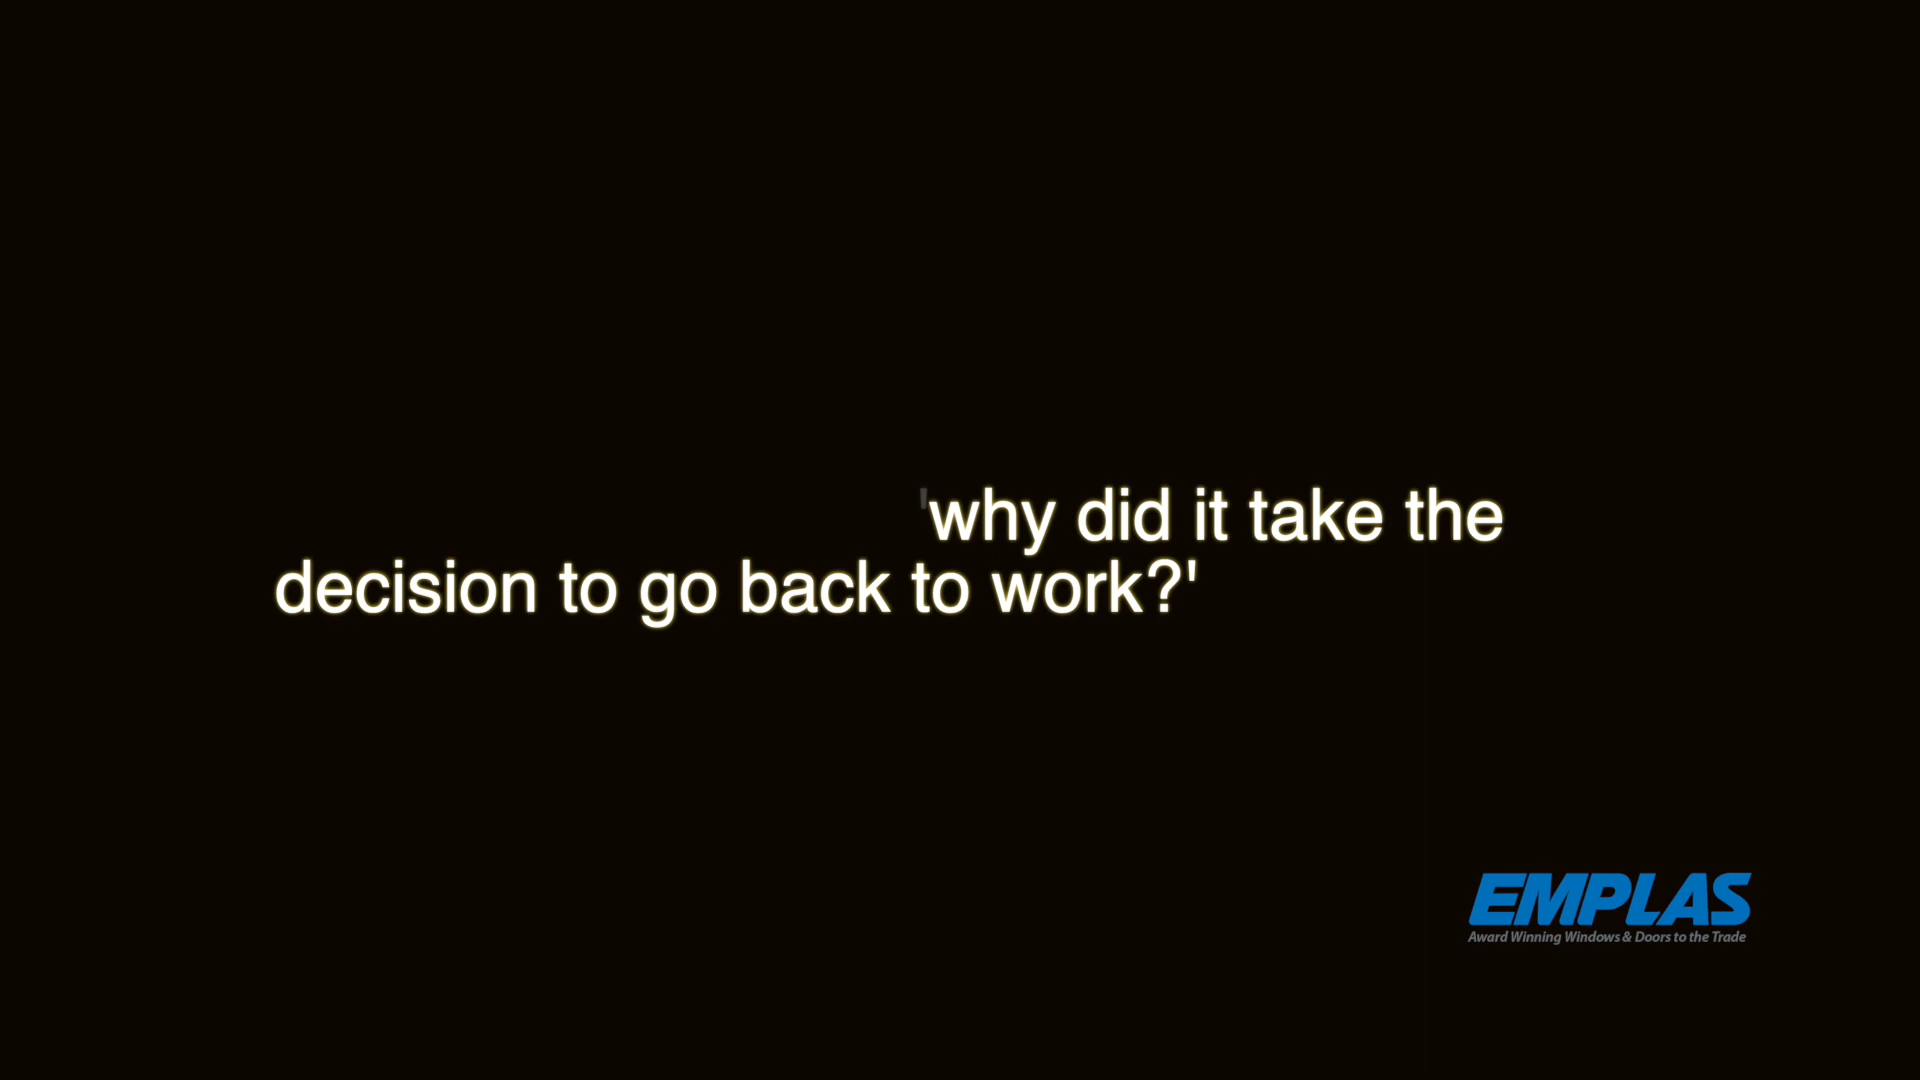 'why did it take the
decision to go back to work?'
EMPLAS
Award Winning Windows & Doors to the Trade